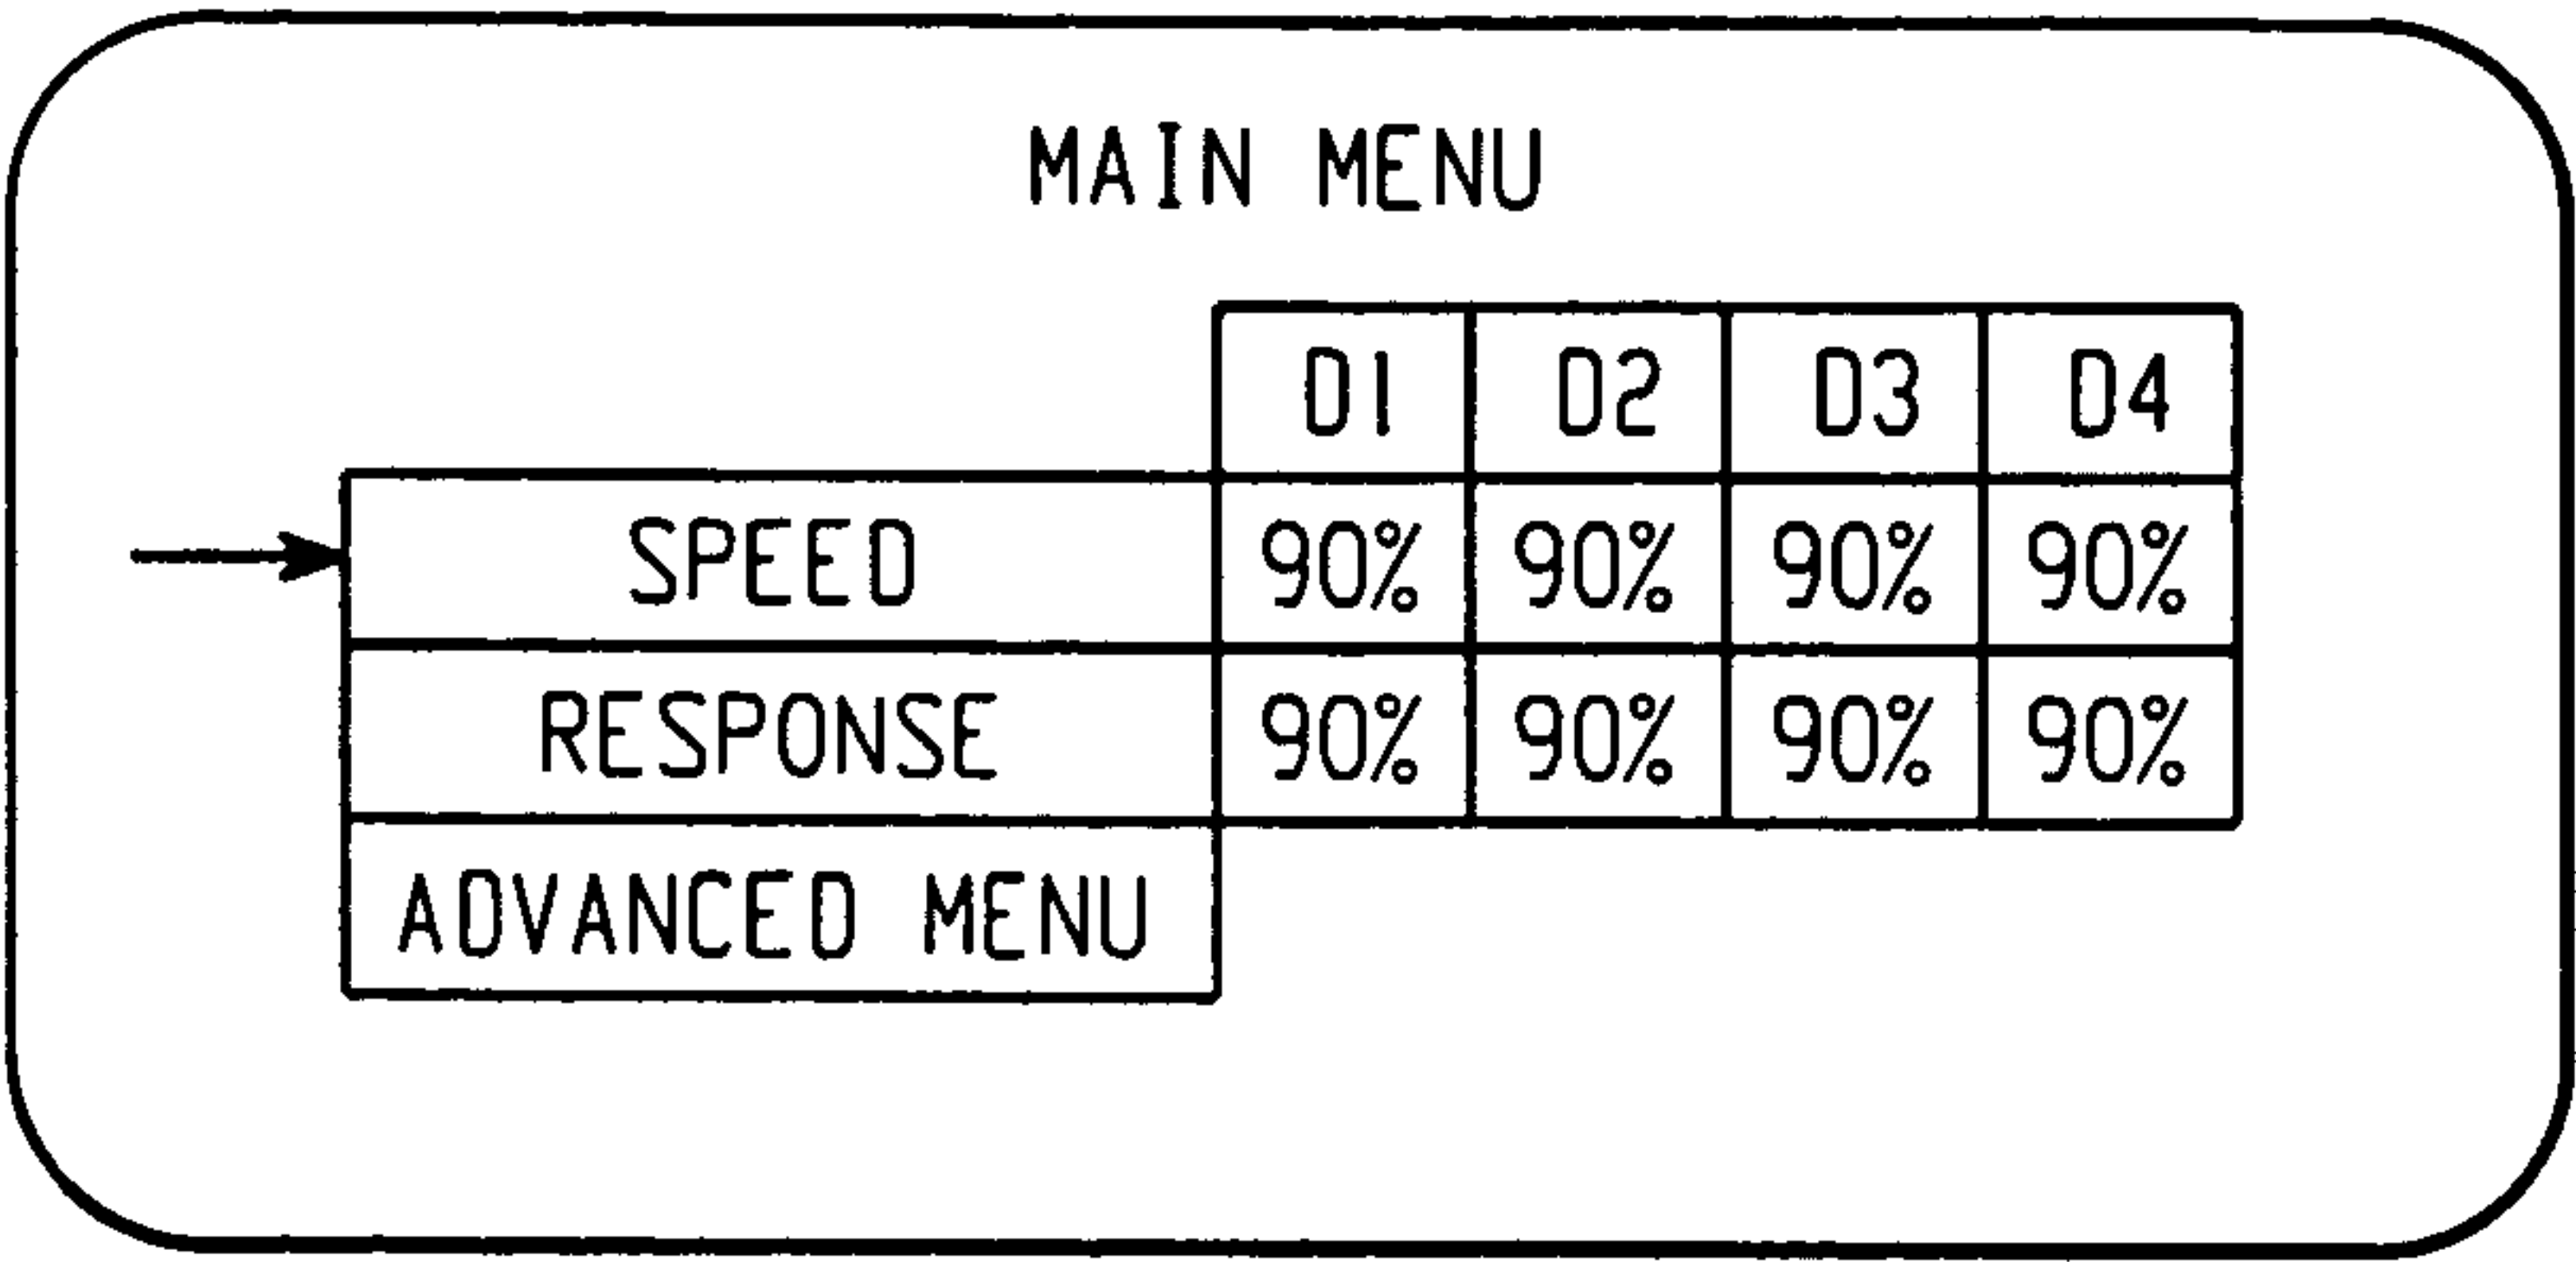 MAIN MENU
D1 D2 D3 D4
SPEED 90% 90% 90% 90%
RESPONSE 90% 90% 90% 90%
ADVANCED MENU